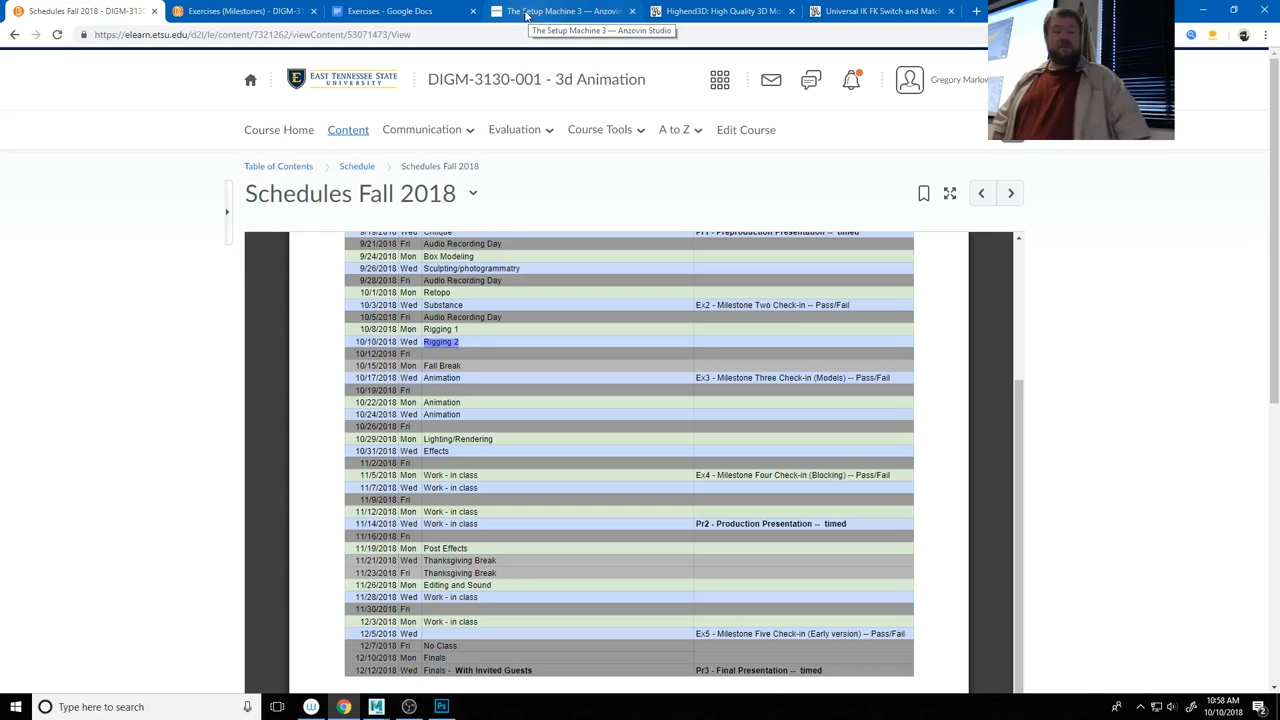 Schedules Fall 2018 - DIGM-3130
Exercises (Milestones) - DIGM-31
Exercises - Google Docs
The Setup Machine 3 — Anzovin
Highend3D: High Quality 3D Mo
Universal IK FK Switch and Match
The Setup Machine 3 — Anzovin Studio
https://elearn.etsu.edu/d2l/le/content/7321262/viewContent/53071473/View
EAST TENNESSEE STATE UNIVERSITY
DIGM-3130-001 - 3d Animation
Gregory Marlow
Course Home Content Communication Evaluation Course Tools A to Z Edit Course
Table of Contents Schedule Schedules Fall 2018
Schedules Fall 2018
9/19/2018 Wed Critique Pr1 - Preproduction Presentation -- timed
9/21/2018 Fri Audio Recording Day
9/24/2018 Mon Box Modeling
9/26/2018 Wed Sculpting/photogrammatry
9/28/2018 Fri Audio Recording Day
10/1/2018 Mon Retopo
10/3/2018 Wed Substance Ex2 - Milestone Two Check-in -- Pass/Fail
10/5/2018 Fri Audio Recording Day
10/8/2018 Mon Rigging 1
10/10/2018 Wed Rigging 2
10/12/2018 Fri
10/15/2018 Mon Fall Break
10/17/2018 Wed Animation Ex3 - Milestone Three Check-in (Models) -- Pass/Fail
10/19/2018 Fri
10/22/2018 Mon Animation
10/24/2018 Wed Animation
10/26/2018 Fri
10/29/2018 Mon Lighting/Rendering
10/31/2018 Wed Effects
11/2/2018 Fri
11/5/2018 Mon Work - in class Ex4 - Milestone Four Check-in (Blocking) -- Pass/Fail
11/7/2018 Wed Work - in class
11/9/2018 Fri
11/12/2018 Mon Work - in class
11/14/2018 Wed Work - in class Pr2 - Production Presentation -- timed
11/16/2018 Fri
11/19/2018 Mon Post Effects
11/21/2018 Wed Thanksgiving Break
11/23/2018 Fri Thanksgiving Break
11/26/2018 Mon Editing and Sound
11/28/2018 Wed Work - in class
11/30/2018 Fri
12/3/2018 Mon Work - in class
12/5/2018 Wed Ex5 - Milestone Five Check-in (Early version) -- Pass/Fail
12/7/2018 Fri No Class
12/10/2018 Mon Finals
12/12/2018 Wed Finals - With Invited Guests Pr3 - Final Presentation -- timed
Type here to search
10:58 AM
10/10/2018